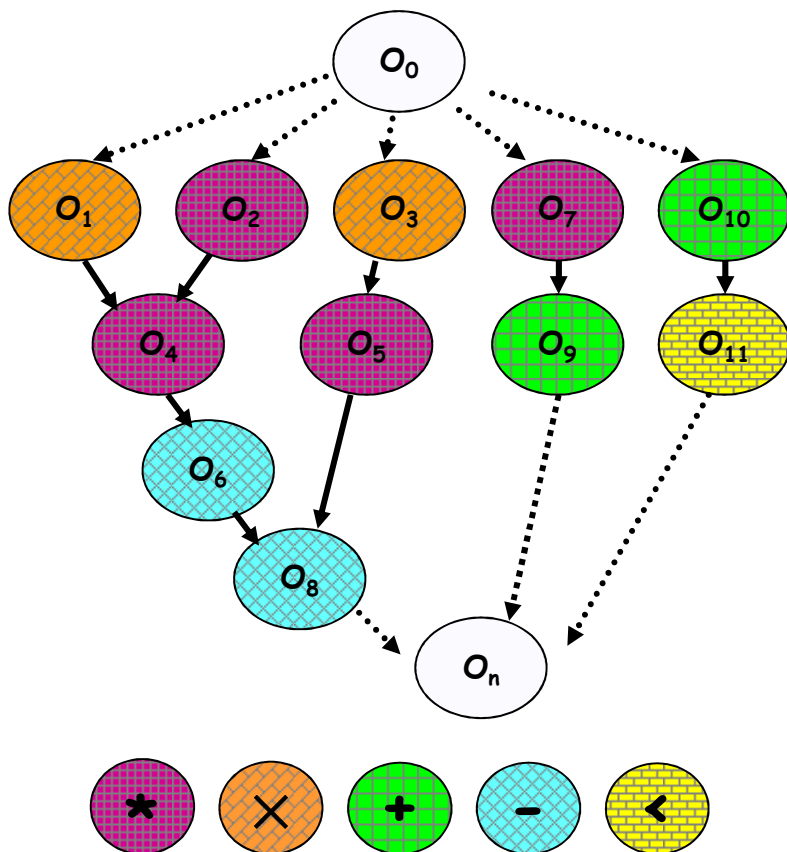 O₀
O₁ O₂ O₃ O₇ O₁₀
O₄ O₅ O₉ O₁₁
O₆
O₈
Oₙ
* × + - <